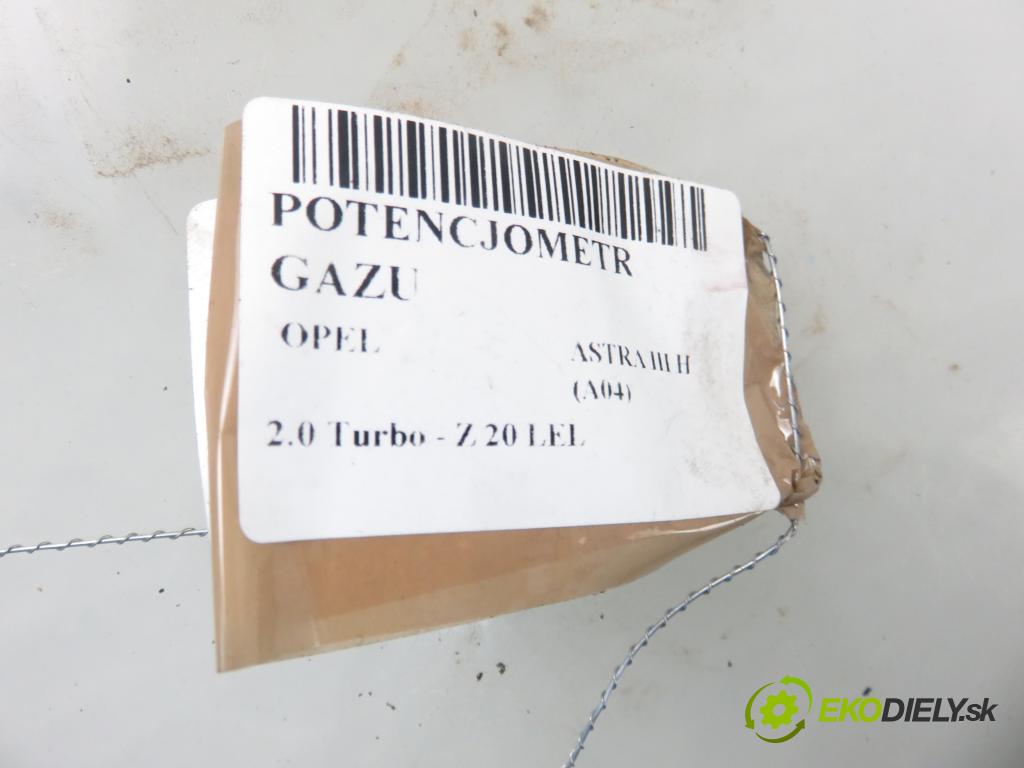 POTENCJOMETR
GAZU
OPEL
ASTRA III H
(A04)
2.0 Turbo - Z 20 LEL
EKODIELY.sk